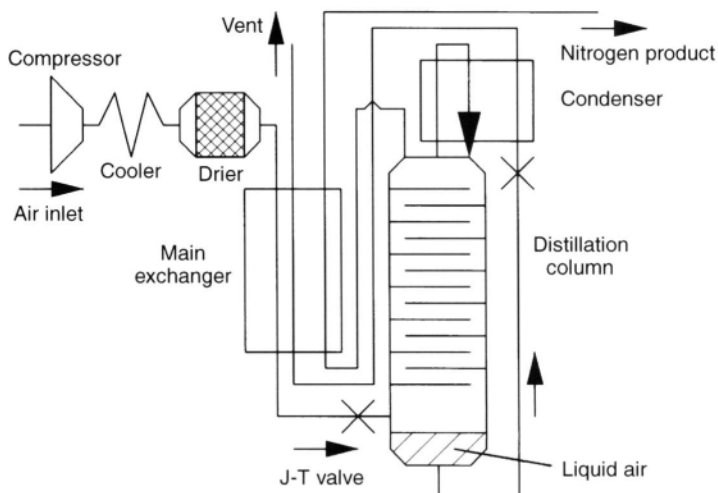 Vent
Nitrogen product
Compressor
Condenser
Cooler
Drier
Air inlet
Main
exchanger
Distillation
column
J-T valve
Liquid air